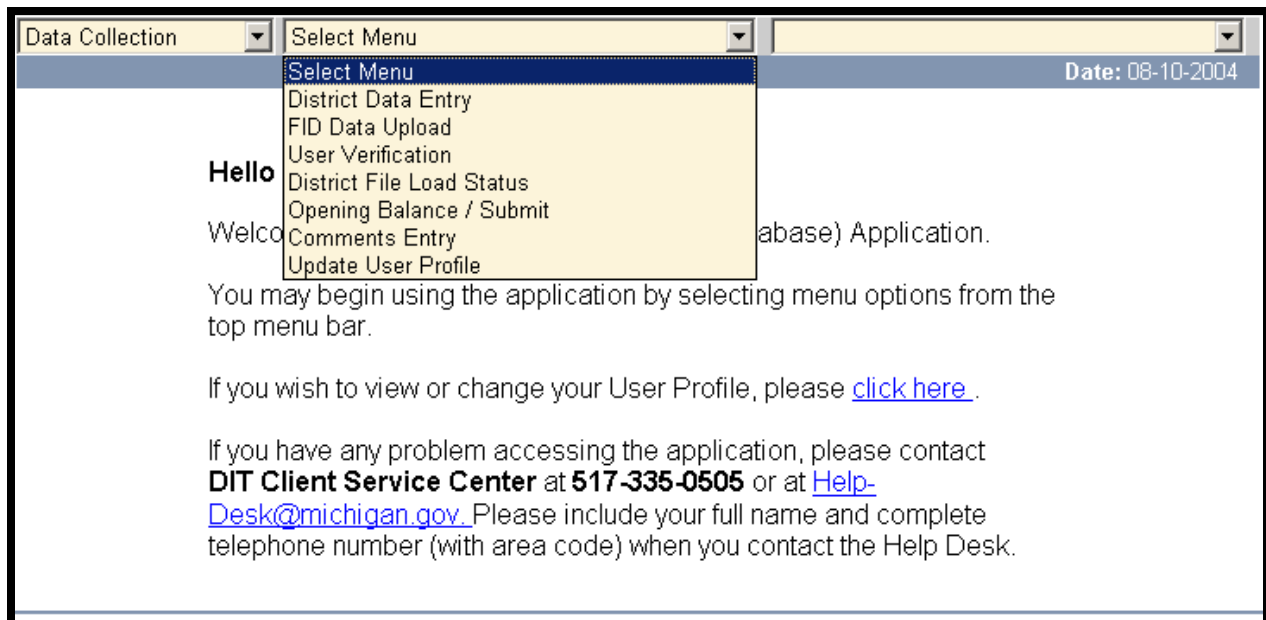 Data Collection
Select Menu
Select Menu
Date: 08-10-2004
District Data Entry
FID Data Upload
User Verification
Hello
District File Load Status
Opening Balance / Submit
Welco
Comments Entry
abase) Application.
Update User Profile
You may begin using the application by selecting menu options from the
top menu bar.
If you wish to view or change your User Profile, please click here .
If you have any problem accessing the application, please contact
DIT Client Service Center at 517-335-0505 or at Help-
Desk@michigan.gov. Please include your full name and complete
telephone number (with area code) when you contact the Help Desk.